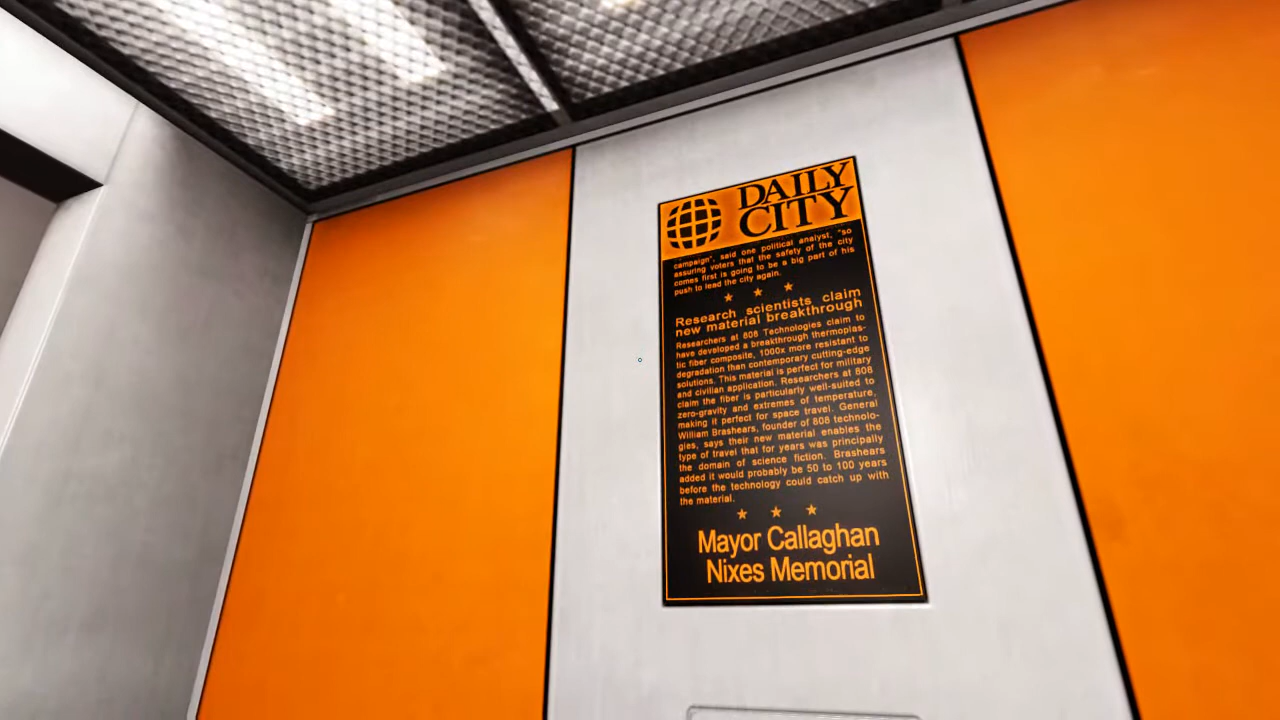 DAILY
CITY
campaign", said one political analyst, "so
assuring voters that the safety of the city
comes first is going to be a big part of his
push to lead the city again.
Research scientists claim
new material breakthrough
Researchers at 808 Technologies claim to
have developed a breakthrough thermoplas-
tic fiber composite, 1000x more resistant to
degradation than contemporary cutting-edge
solutions. This material is perfect for military
and civilian application. Researchers at 808
claim the fiber is particularly well-suited to
zero-gravity and extremes of temperature,
making it perfect for space travel. General
William Brashears, founder of 808 technolo-
gies, says their new material enables the
type of travel that for years was principally
the domain of science fiction. Brashears
added it would probably be 50 to 100 years
before the technology could catch up with
the material.
Mayor Callaghan
Nixes Memorial